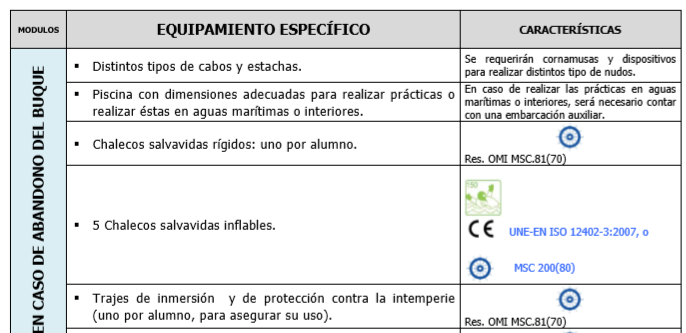 MODULOS
EQUIPAMIENTO ESPECÍFICO
CARACTERÍSTICAS
EN CASO DE ABANDONO DEL BUQUE
▪ Distintos tipos de cabos y estachas.
Se requerirán cornamusas y dispositivos
para realizar distintos tipo de nudos.
▪ Piscina con dimensiones adecuadas para realizar prácticas o
realizar éstas en aguas marítimas o interiores.
En caso de realizar las prácticas en aguas
marítimas o interiores, será necesario contar
con una embarcación auxiliar.
▪ Chalecos salvavidas rígidos: uno por alumno.
Res. OMI MSC.81(70)
▪ 5 Chalecos salvavidas inflables.
150
CE UNE-EN ISO 12402-3:2007, o
MSC 200(80)
▪ Trajes de inmersión y de protección contra la intemperie
(uno por alumno, para asegurar su uso).
Res. OMI MSC.81(70)